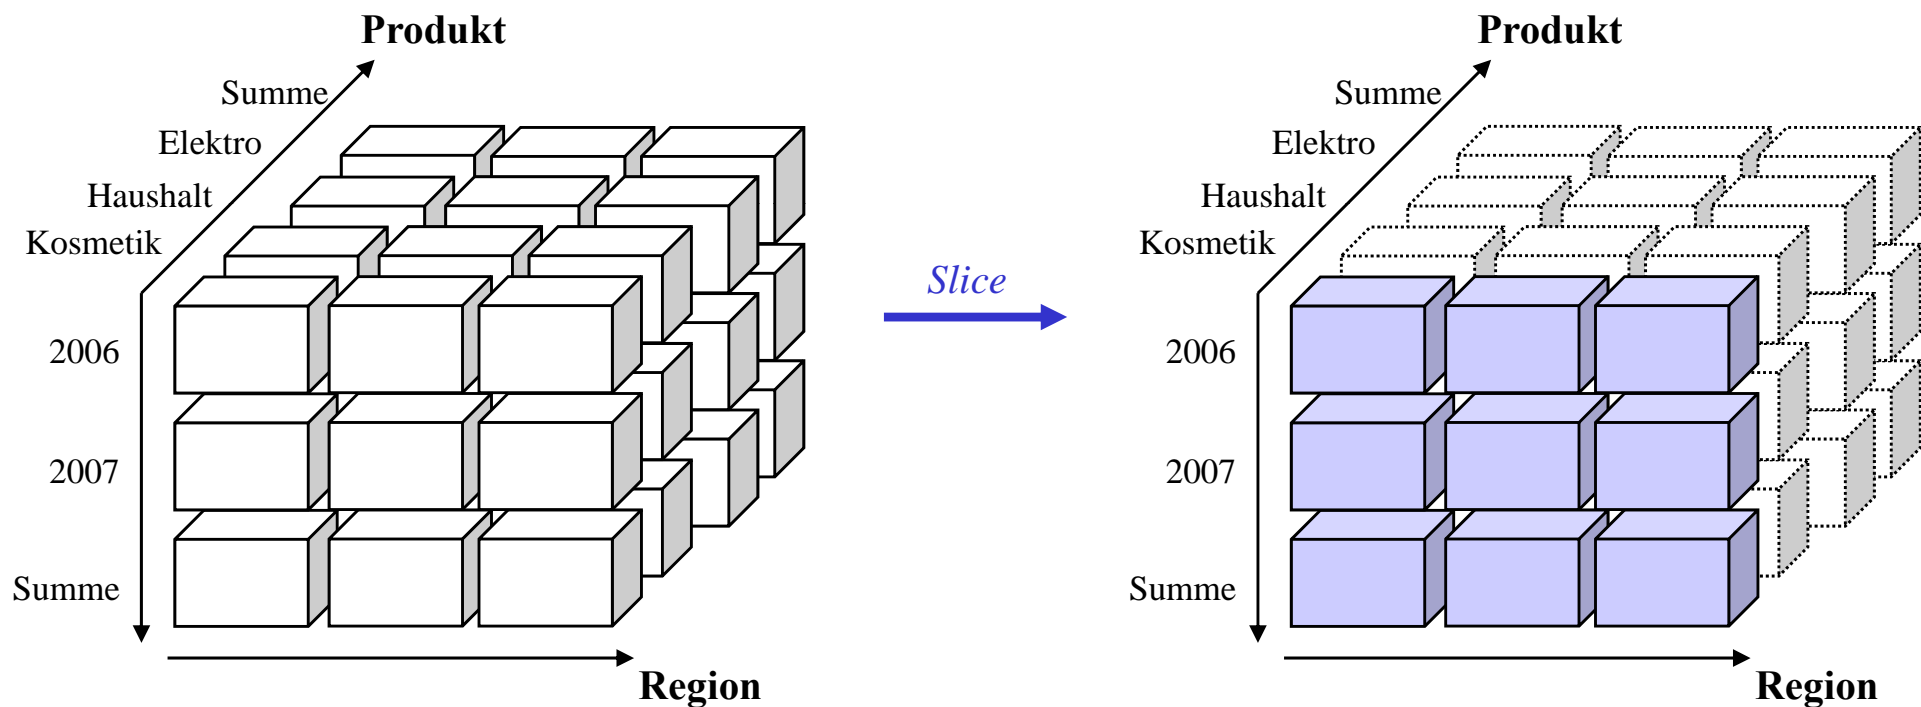 Produkt
Summe
Elektro
Haushalt
Kosmetik
2006
2007
Summe
Region
Slice
Produkt
Summe
Elektro
Haushalt
Kosmetik
2006
2007
Summe
Region